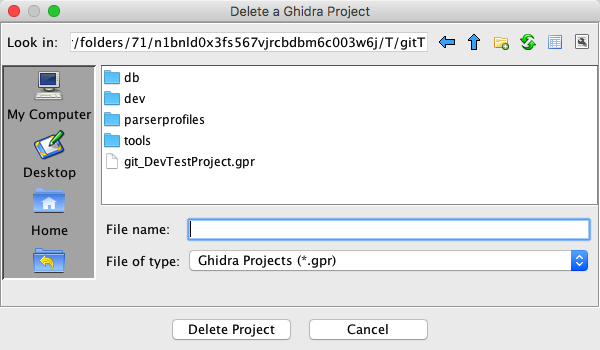 Delete a Ghidra Project
Look in: r/folders/71/n1bnld0x3fs567vjrcbdbm6c003w6j/T/gitT
My Computer
Desktop
Home
db
dev
parserprofiles
tools
git_DevTestProject.gpr
File name:
File of type: Ghidra Projects (*.gpr)
Delete Project Cancel